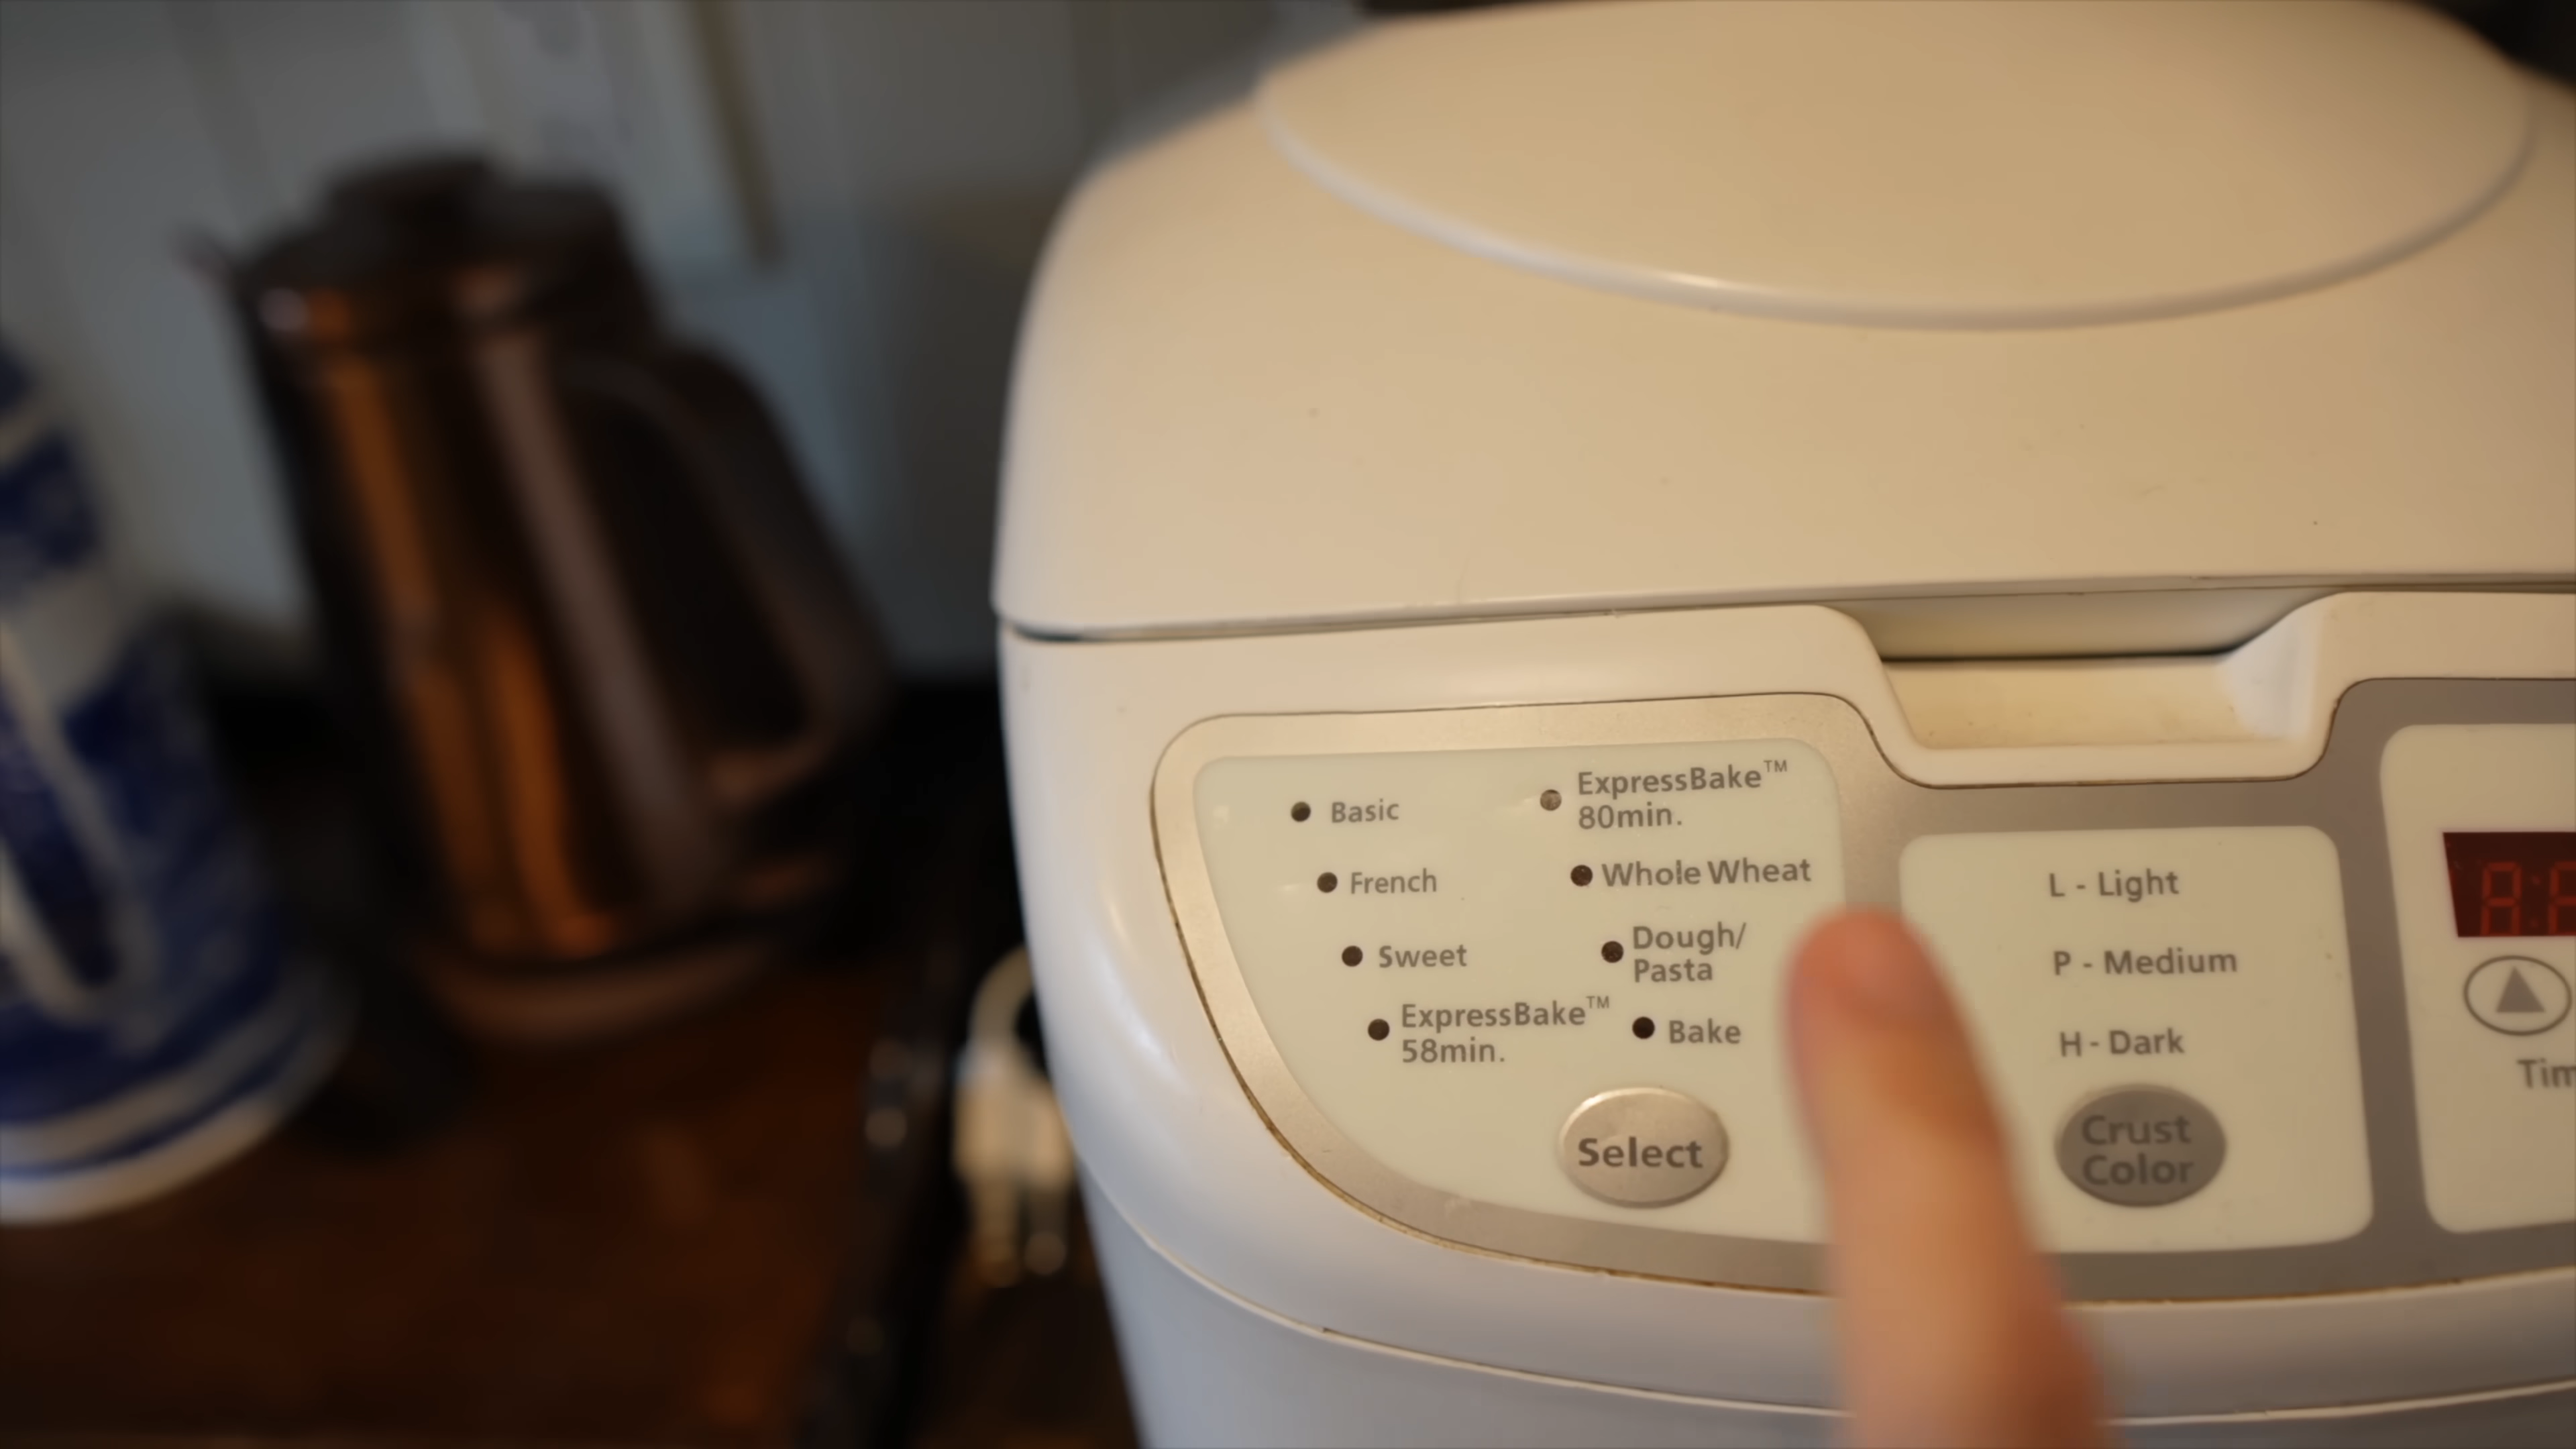 Basic
French
Sweet
ExpressBake™
58min.
ExpressBake™
80min.
Whole Wheat
Dough/
Pasta
Bake
Select
L - Light
P - Medium
H - Dark
Crust
Color